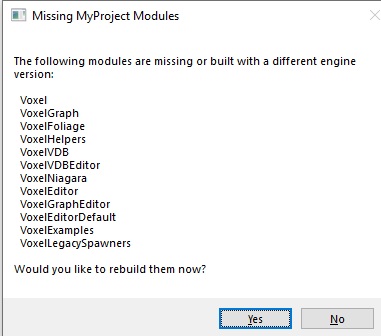 Missing MyProject Modules
The following modules are missing or built with a different engine
version:
Voxel
VoxelGraph
VoxelFoliage
VoxelHelpers
VoxelVDB
VoxelVDBEditor
VoxelNiagara
VoxelEditor
VoxelGraphEditor
VoxelEditorDefault
VoxelExamples
VoxelLegacySpawners
Would you like to rebuild them now?
Yes
No